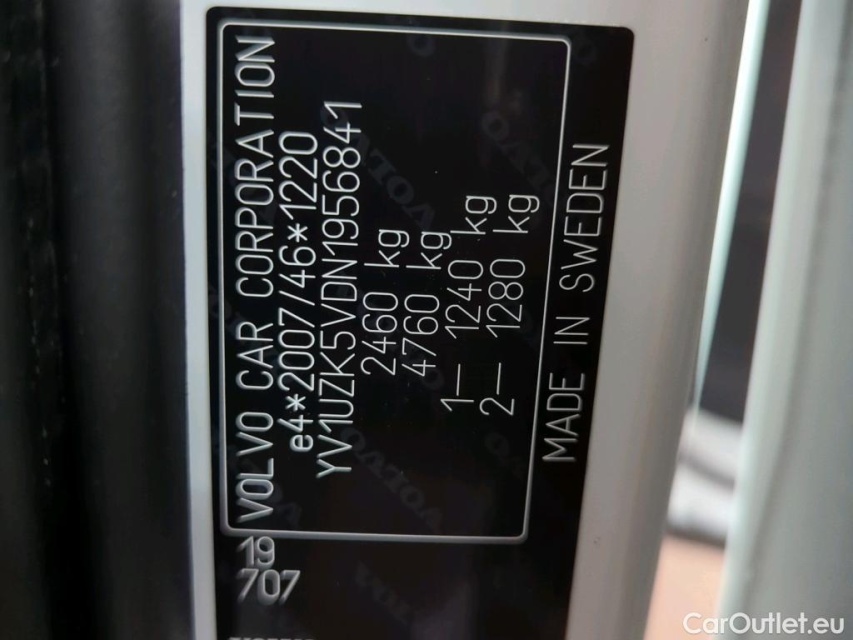 VOLVO CAR CORPORATION
e4*2007/46*1220
YV1UZK5VDN1956841
2460 kg
4760 kg
1— 1240 kg
2— 1280 kg
MADE IN SWEDEN
19
707
CarOutlet.eu